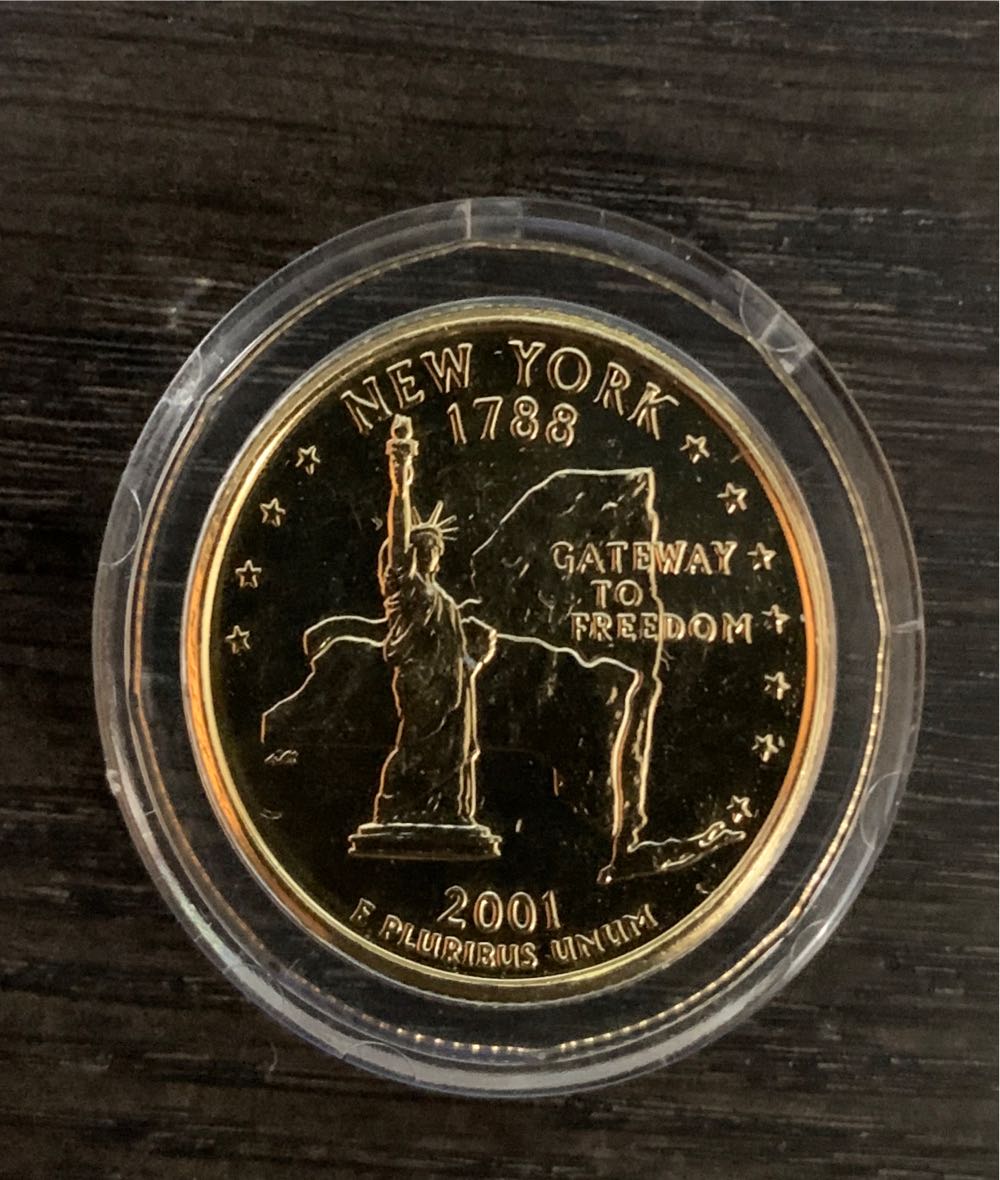 NEW YORK
1788
GATEWAY
TO
FREEDOM
2001
E PLURIBUS UNUM